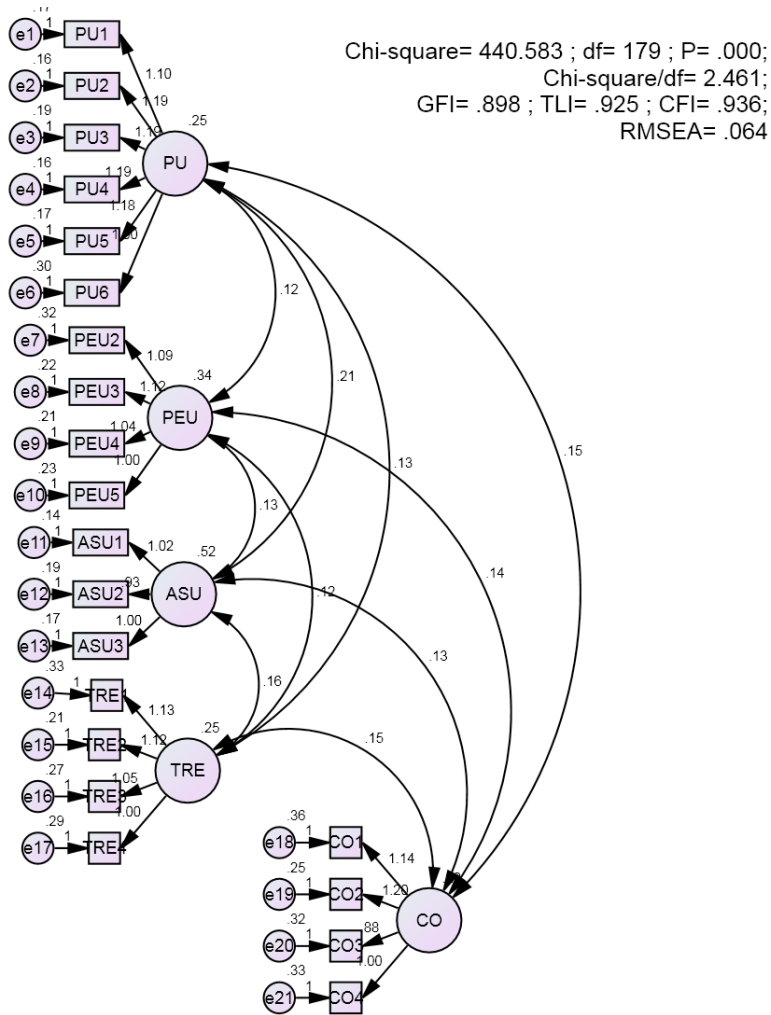 Chi-square= 440.583 ; df= 179 ; P= .000;
Chi-square/df= 2.461;
GFI= .898 ; TLI= .925 ; CFI= .936;
RMSEA= .064
e1 1 PU1
1.10
.16
e2 1 PU2
1.19
.25
.19
e3 1 PU3
1.19
PU
.16
e4 1 PU4
1.19
.17
e5 1 PU5
1.18
.30
e6 1 PU6
.12
.21
.13
.15
.32
e7 1 PEU2
1.09
.34
.22
e8 1 PEU3
1.12
PEU
.21
e9 1 PEU4
1.04
.23
e10 1 PEU5
1.00
.13
.12
.14
.14
e11 1 ASU1
1.02
.52
.19
e12 1 ASU2
.93
ASU
.17
e13 1 ASU3
1.00
.13
.16
.33
e14 1 TRE1
1.13
.25
.21
e15 1 TRE2
1.12
TRE
.15
.27
e16 1 TRE3
1.05
.29
e17 1 TRE4
1.00
.36
e18 1 CO1
1.14
.25
e19 1 CO2
1.20
CO
.32
e20 1 CO3
.88
.33
e21 1 CO4
1.00